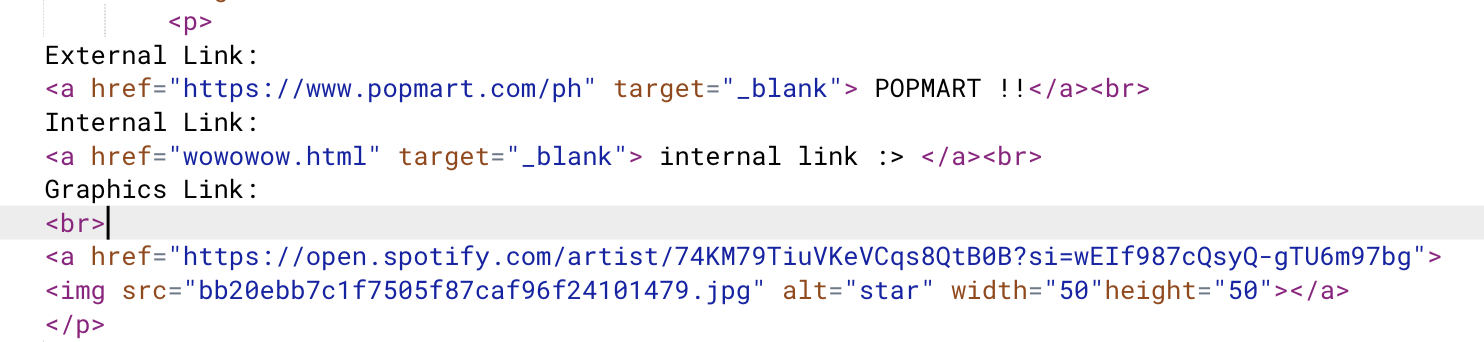 <p>
External Link:
<a href="https://www.popmart.com/ph" target="_blank"> POPMART !!</a><br>
Internal Link:
<a href="wowowow.html" target="_blank"> internal link :> </a><br>
Graphics Link:
<br>
<a href="https://open.spotify.com/artist/74KM79TiuVKeVCqs8QtB0B?si=wEIf987cQsyQ-gTU6m97bg">
<img src="bb20ebb7c1f7505f87caf96f24101479.jpg" alt="star" width="50"height="50"></a>
</p>